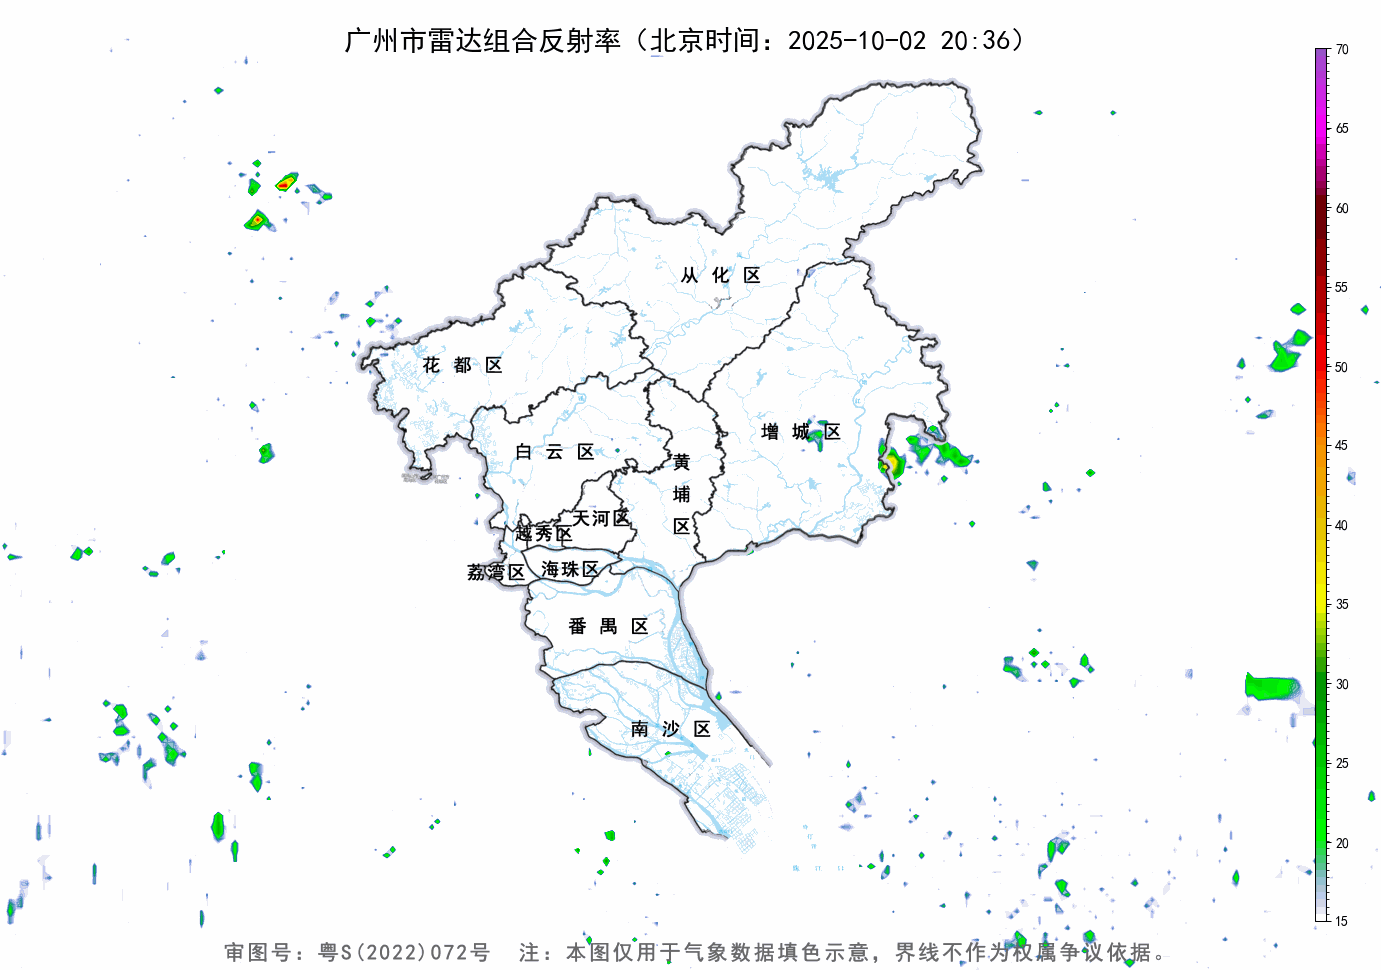 广州市雷达组合反射率（北京时间：2025-10-02 20:36）
70
65
60
55
50
45
40
35
30
25
20
15
从化区
花都区
增城区
白云区
黄埔区
天河区
越秀区
海珠区
荔湾区
番禺区
南沙区
审图号：粤S(2022)072号 注：本图仅用于气象数据填色示意，界线不作为权属争议依据。